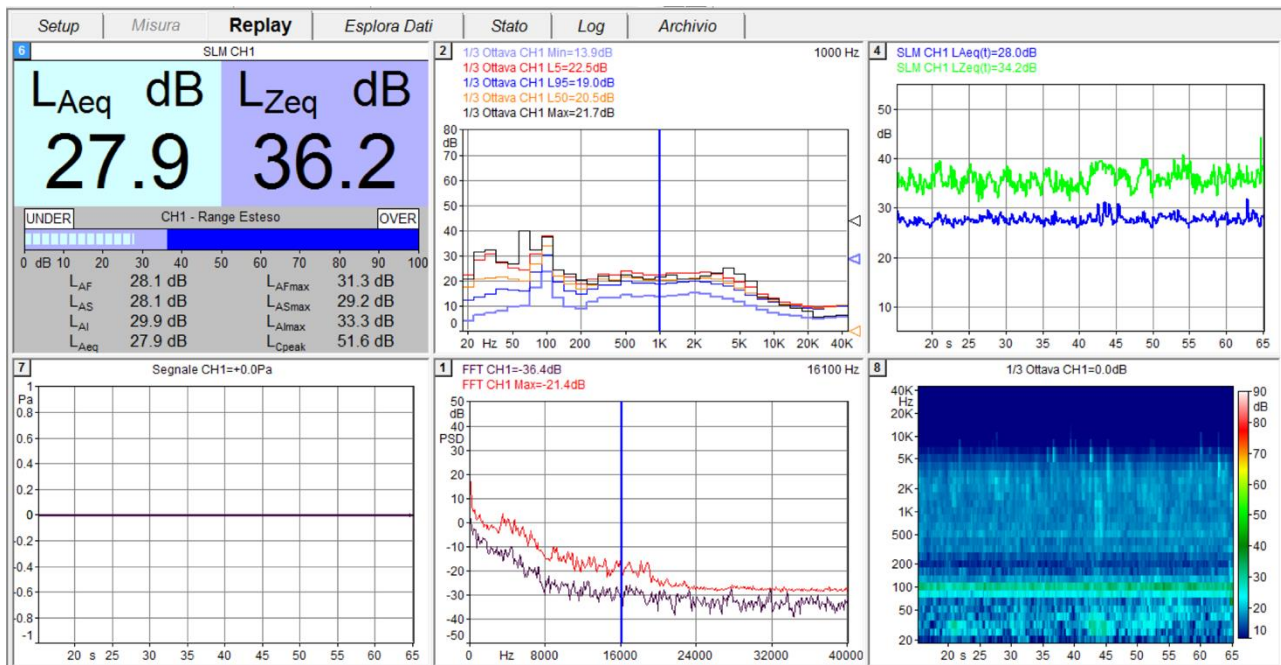 Setup Misura Replay Esplora Dati Stato Log Archivio
6 SLM CH1
LAeq dB LZeq dB
27.9 36.2
UNDER CH1 - Range Esteso OVER
0 dB 10 20 30 40 50 60 70 80 90 100
LAF 28.1 dB LAFmax 31.3 dB
LAS 28.1 dB LASmax 29.2 dB
LAI 29.9 dB LAImax 33.3 dB
LAeq 27.9 dB LCpeak 51.6 dB
2 1/3 Ottava CH1 Min=13.9dB 1000 Hz
1/3 Ottava CH1 L5=22.5dB
1/3 Ottava CH1 L95=19.0dB
1/3 Ottava CH1 L50=20.5dB
1/3 Ottava CH1 Max=21.7dB
80
dB
70
60
50
40
30
20
10
0
20 Hz 50 100 200 500 1K 2K 5K 10K 20K 40K
4 SLM CH1 LAeq(t)=28.0dB
SLM CH1 LZeq(t)=34.2dB
50
dB
40
30
20
10
20 s 25 30 35 40 45 50 55 60 65
7 Segnale CH1=+0.0Pa
1
Pa
0.8
0.6
0.4
0.2
0
-0.2
-0.4
-0.6
-0.8
-1
20 s 25 30 35 40 45 50 55 60 65
1 FFT CH1=-36.4dB 16100 Hz
FFT CH1 Max=-21.4dB
50
dB
40
PSD
30
20
10
0
-10
-20
-30
-40
-50
0 Hz 8000 16000 24000 32000 40000
8 1/3 Ottava CH1=0.0dB
40K
Hz
20K
10K
5K
2K
1K
500
200
100
50
20
20 s 25 30 35 40 45 50 55 60 65
90
dB
80
70
60
50
40
30
20
10